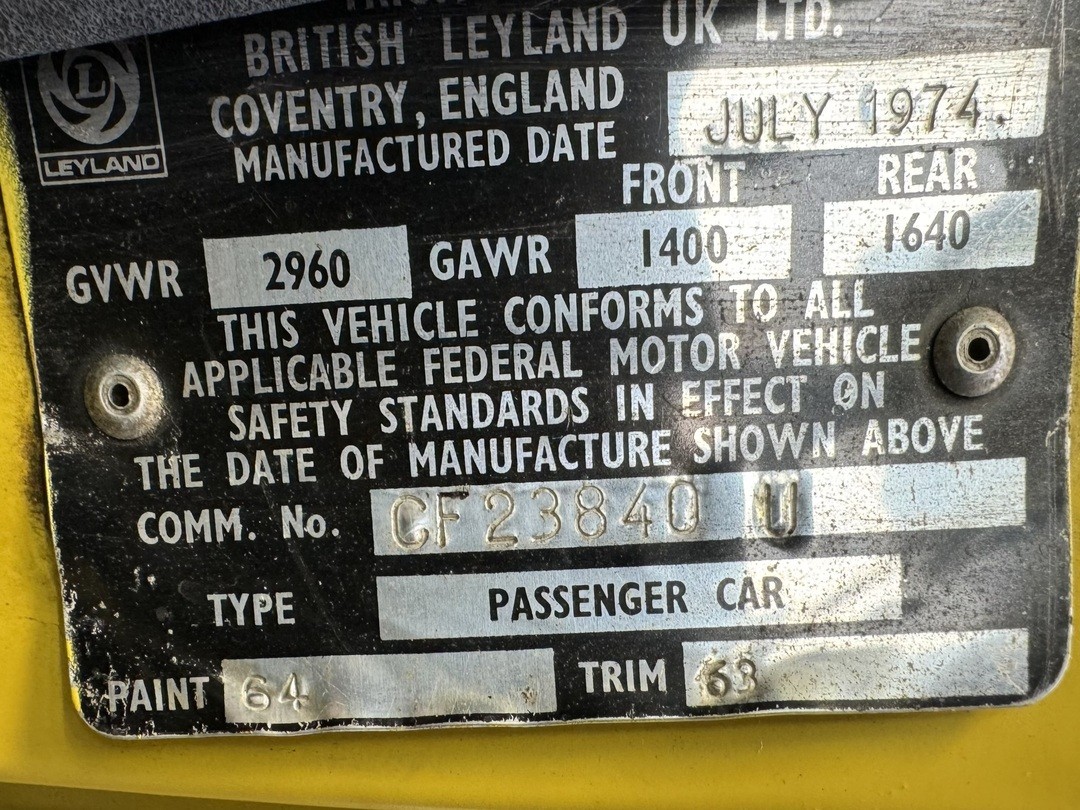 BRITISH LEYLAND UK LTD.
L
LEYLAND
COVENTRY, ENGLAND
MANUFACTURED DATE JULY 1974.
FRONT REAR
GVWR 2960 GAWR 1400 1640
THIS VEHICLE CONFORMS TO ALL
APPLICABLE FEDERAL MOTOR VEHICLE
SAFETY STANDARDS IN EFFECT ON
THE DATE OF MANUFACTURE SHOWN ABOVE
COMM. No. CF23840 U
TYPE PASSENGER CAR
PAINT 64 TRIM 63